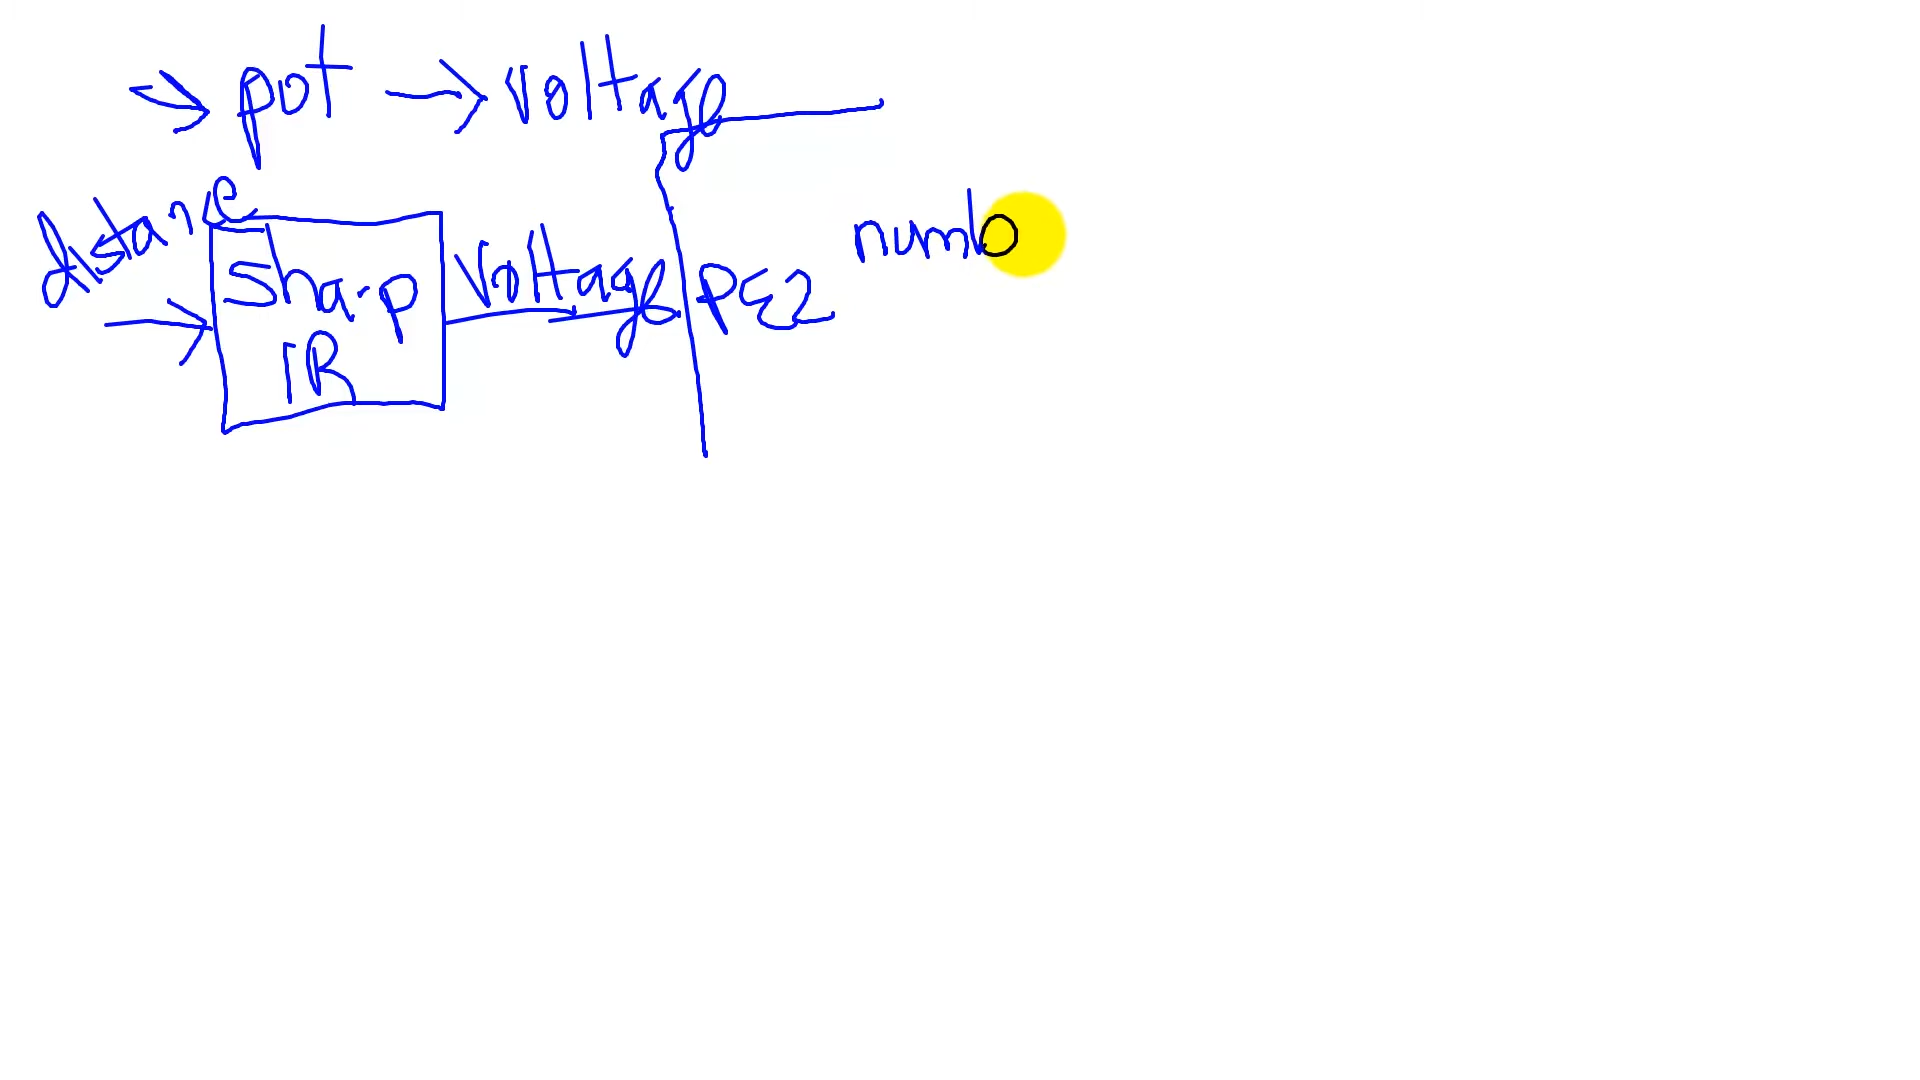 → pot → voltage
distance
Sharp
IR
Voltage
PE2
numb